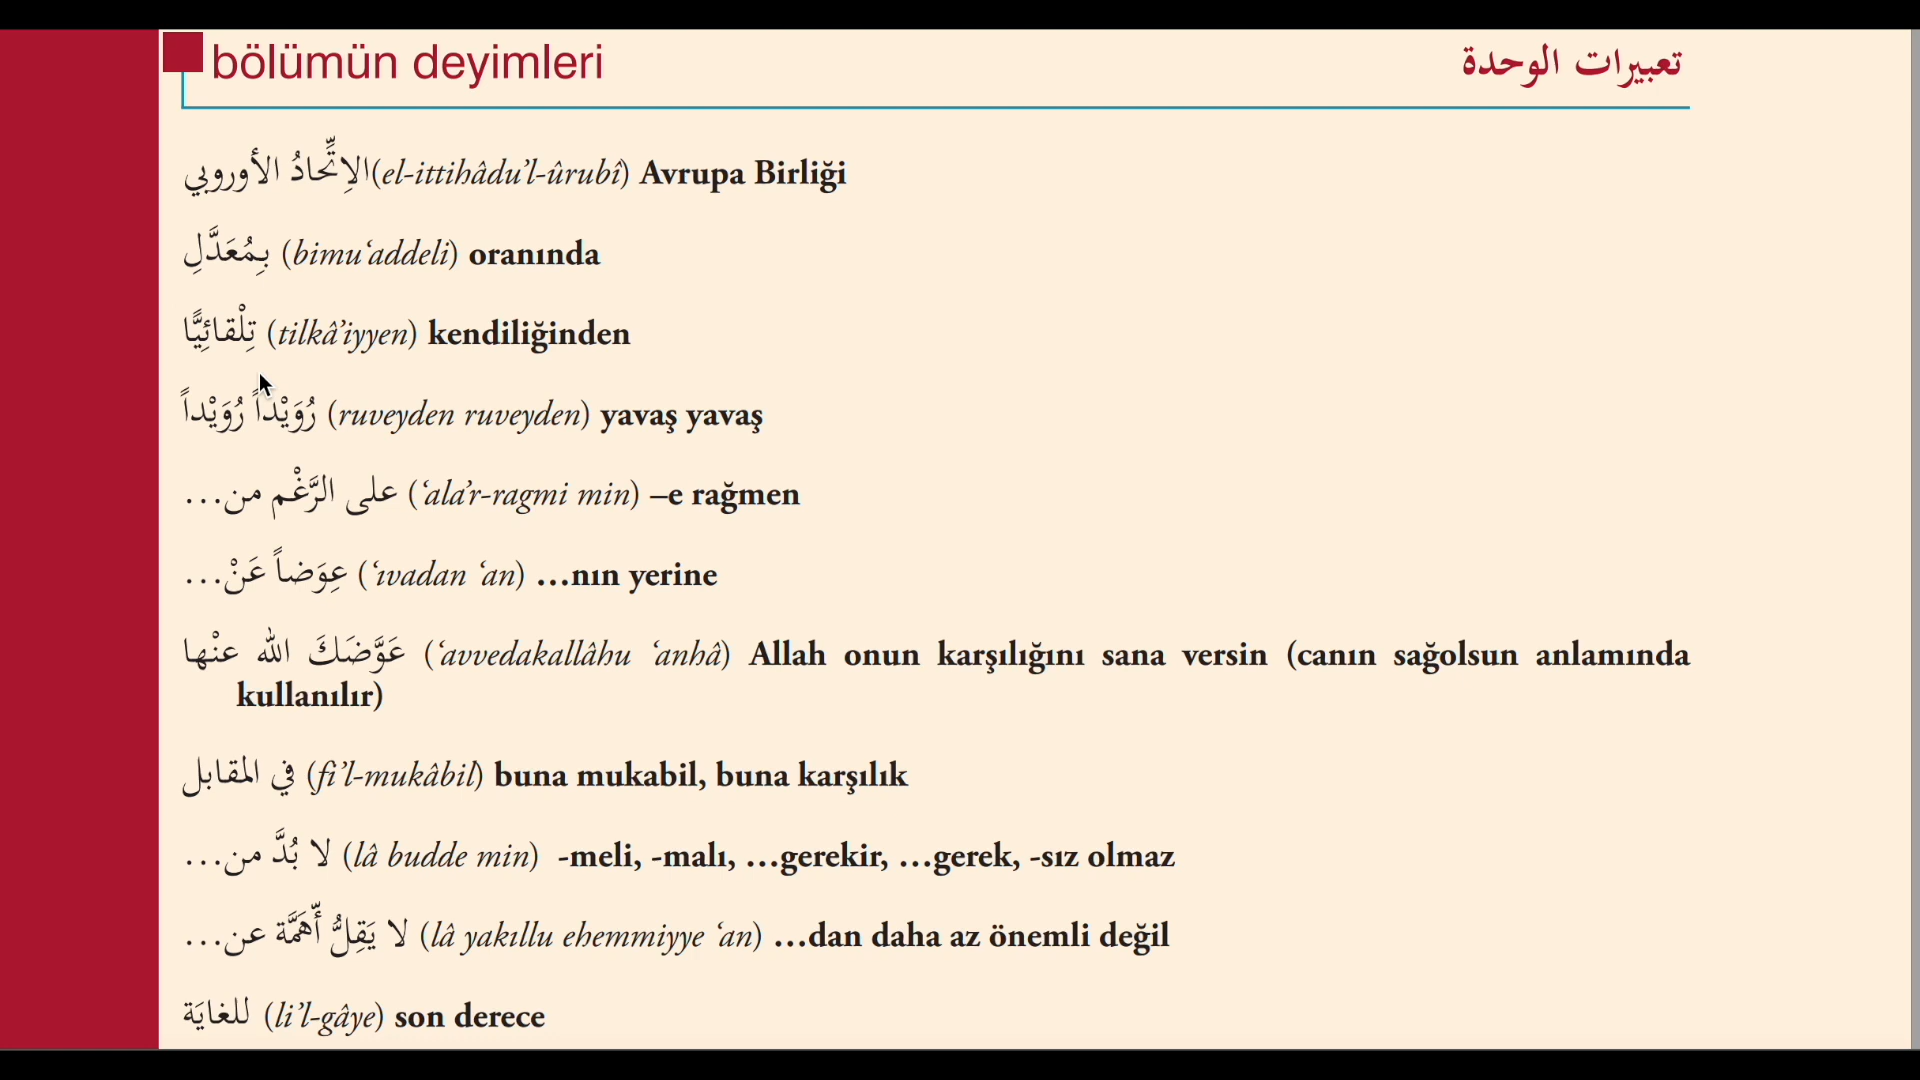 bölümün deyimleri تعبيرات الوحدة
الاِتِّحادُ الأوروبي(el-ittihâdu’l-ûrubî) Avrupa Birliği
بِمُعَدَّلِ (bimu‘addeli) oranında
تِلْقائِيًّا (tilkâ’iyyen) kendiliğinden
رُوَيْداً رُوَيْداً (ruveyden ruveyden) yavaş yavaş
على الرَّغْمِ من... (‘ala’r-ragmi min) –e rağmen
عِوَضاً عَنْ... (‘ıvadan ‘an) …nın yerine
عَوَّضَكَ الله عنْها (‘avvedakallâhu ‘anhâ) Allah onun karşılığını sana versin (canın sağolsun anlamında
kullanılır)
في المقابل (fi’l-mukâbil) buna mukabil, buna karşılık
لا بُدَّ من... (lâ budde min) -meli, -malı, …gerekir, …gerek, -sız olmaz
لا يَقِلُّ أَهَمِّيَّة عن... (lâ yakıllu ehemmiyye ‘an) …dan daha az önemli değil
للغايَة (li’l-gâye) son derece